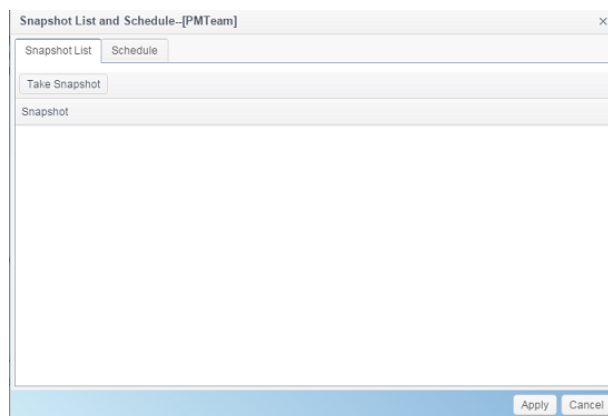 Snapshot List and Schedule--[PMTeam] ×
Snapshot List Schedule
Take Snapshot
Snapshot
Apply Cancel